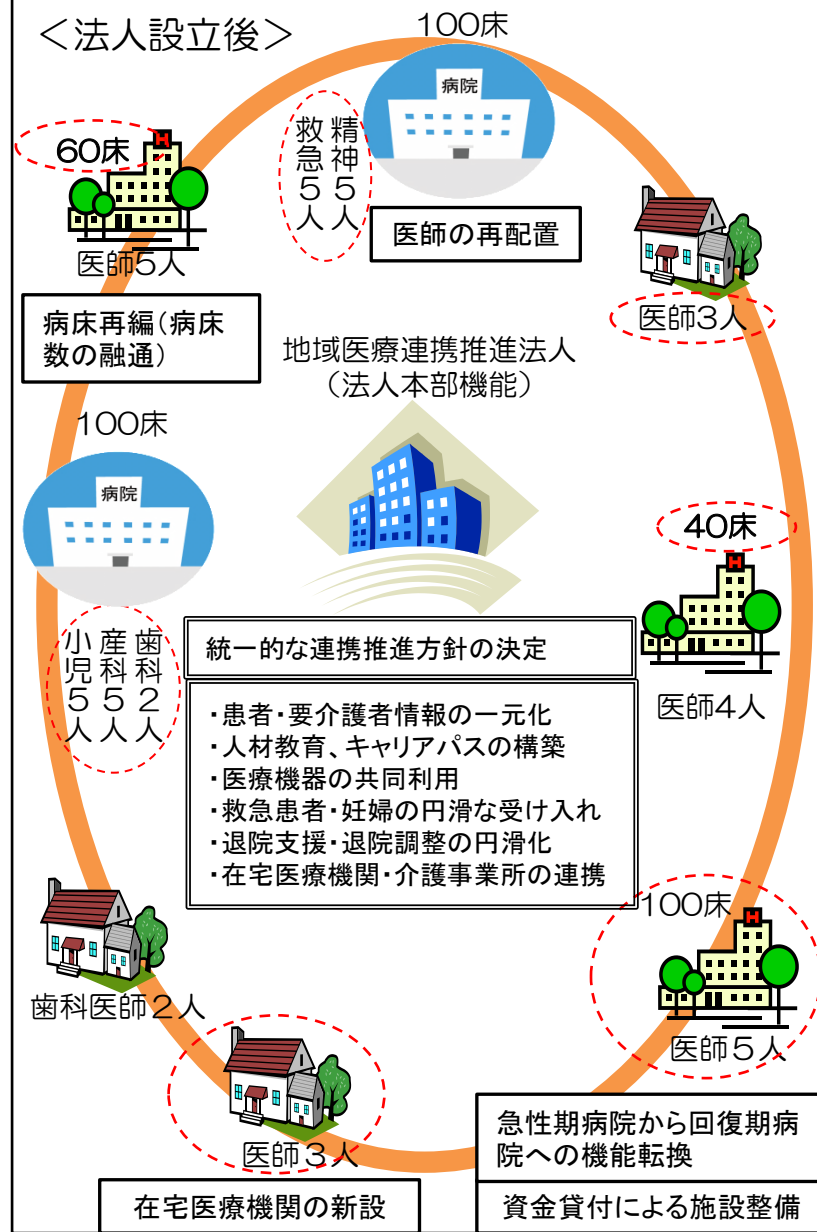 ＜法人設立後＞
100床
病院
精神５人
救急５人
医師の再配置
60床
H
医師5人
病床再編（病床
数の融通）
医師３人
地域医療連携推進法人
（法人本部機能）
100床
病院
歯科２人
産科５人
小児５人
40床
H
医師4人
統一的な連携推進方針の決定
・患者・要介護者情報の一元化
・人材教育、キャリアパスの構築
・医療機器の共同利用
・救急患者・妊婦の円滑な受け入れ
・退院支援・退院調整の円滑化
・在宅医療機関・介護事業所の連携
100床
H
医師５人
歯科医師２人
医師３人
急性期病院から回復期病
院への機能転換
在宅医療機関の新設
資金貸付による施設整備